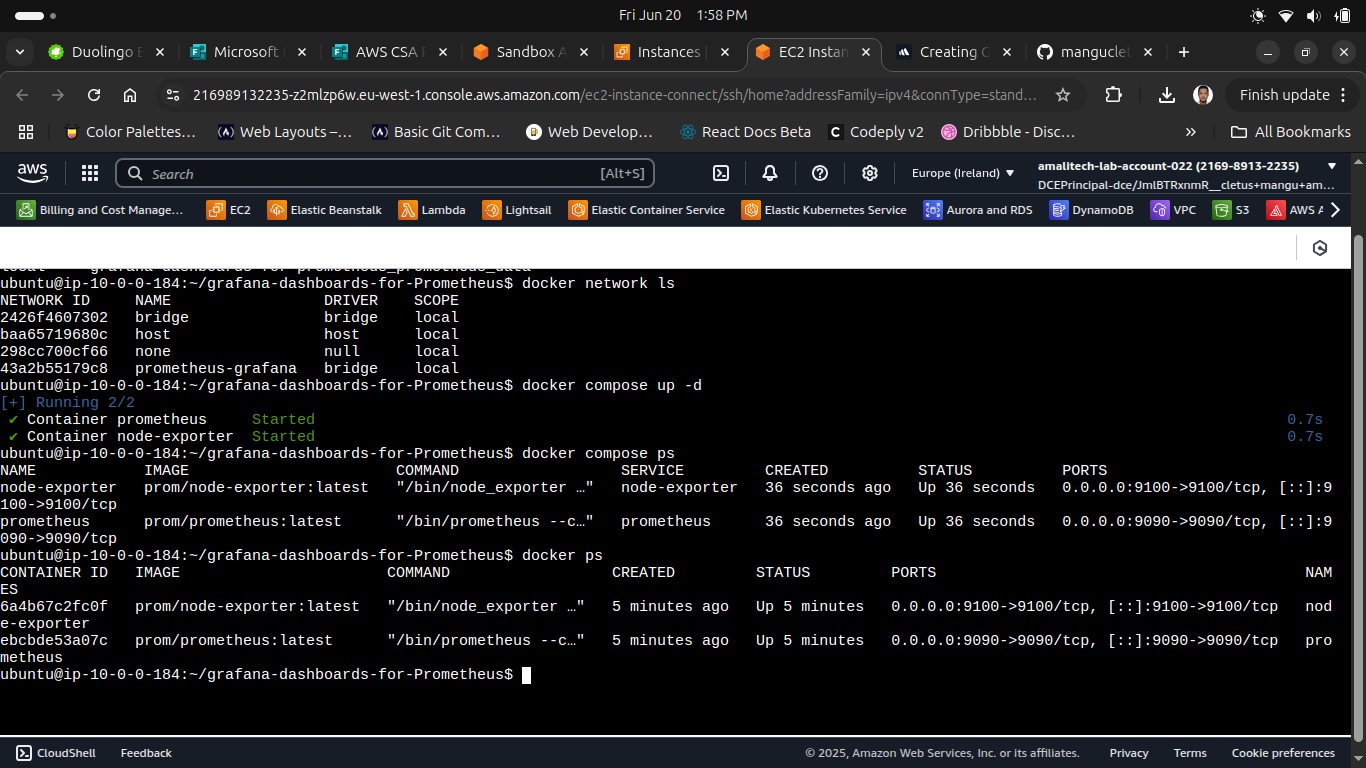 Fri Jun 20 1:58 PM
Duolingo E
Microsoft
AWS CSA F
Sandbox A
Instances
EC2 Instan
Creating C
mangucle
216989132235-z2mlzp6w.eu-west-1.console.aws.amazon.com/ec2-instance-connect/ssh/home?addressFamily=ipv4&connType=stand...
Finish update
Color Palettes...
Web Layouts –...
Basic Git Com...
Web Develop...
React Docs Beta
Codeply v2
Dribbble - Disc...
»
All Bookmarks
aws
Search [Alt+S]
Europe (Ireland)
amalitech-lab-account-022 (2169-8913-2235)
DCEPrincipal-dce/JmlBTRxnmR__cletus+mangu+am...
Billing and Cost Manage...
EC2
Elastic Beanstalk
Lambda
Lightsail
Elastic Container Service
Elastic Kubernetes Service
Aurora and RDS
DynamoDB
VPC
S3
AWS A
local grafana-dashboards-for-prometheus_prometheus_data
ubuntu@ip-10-0-0-184:~/grafana-dashboards-for-Prometheus$ docker network ls
NETWORK ID NAME DRIVER SCOPE
2426f4607302 bridge bridge local
baa65719680c host host local
298cc700cf66 none null local
43a2b55179c8 prometheus-grafana bridge local
ubuntu@ip-10-0-0-184:~/grafana-dashboards-for-Prometheus$ docker compose up -d
[+] Running 2/2
✔ Container prometheus Started 0.7s
✔ Container node-exporter Started 0.7s
ubuntu@ip-10-0-0-184:~/grafana-dashboards-for-Prometheus$ docker compose ps
NAME IMAGE COMMAND SERVICE CREATED STATUS PORTS
node-exporter prom/node-exporter:latest "/bin/node_exporter …" node-exporter 36 seconds ago Up 36 seconds 0.0.0.0:9100->9100/tcp, [::]:9
100->9100/tcp
prometheus prom/prometheus:latest "/bin/prometheus --c…" prometheus 36 seconds ago Up 36 seconds 0.0.0.0:9090->9090/tcp, [::]:9
090->9090/tcp
ubuntu@ip-10-0-0-184:~/grafana-dashboards-for-Prometheus$ docker ps
CONTAINER ID IMAGE COMMAND CREATED STATUS PORTS NAM
ES
6a4b67c2fc0f prom/node-exporter:latest "/bin/node_exporter …" 5 minutes ago Up 5 minutes 0.0.0.0:9100->9100/tcp, [::]:9100->9100/tcp nod
e-exporter
ebcbde53a07c prom/prometheus:latest "/bin/prometheus --c…" 5 minutes ago Up 5 minutes 0.0.0.0:9090->9090/tcp, [::]:9090->9090/tcp pro
metheus
ubuntu@ip-10-0-0-184:~/grafana-dashboards-for-Prometheus$
CloudShell
Feedback
© 2025, Amazon Web Services, Inc. or its affiliates.
Privacy
Terms
Cookie preferences